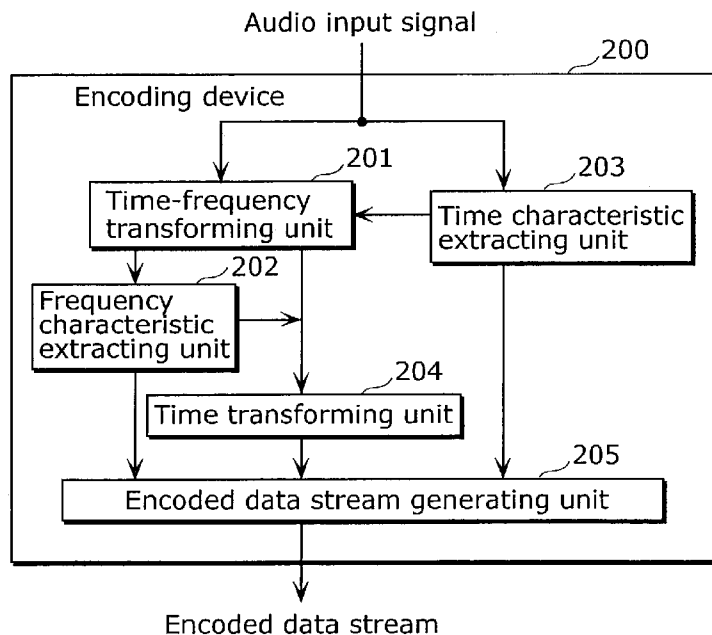 Audio input signal
200
Encoding device
201
203
Time-frequency
transforming unit
Time characteristic
extracting unit
202
Frequency
characteristic
extracting unit
204
Time transforming unit
205
Encoded data stream generating unit
Encoded data stream